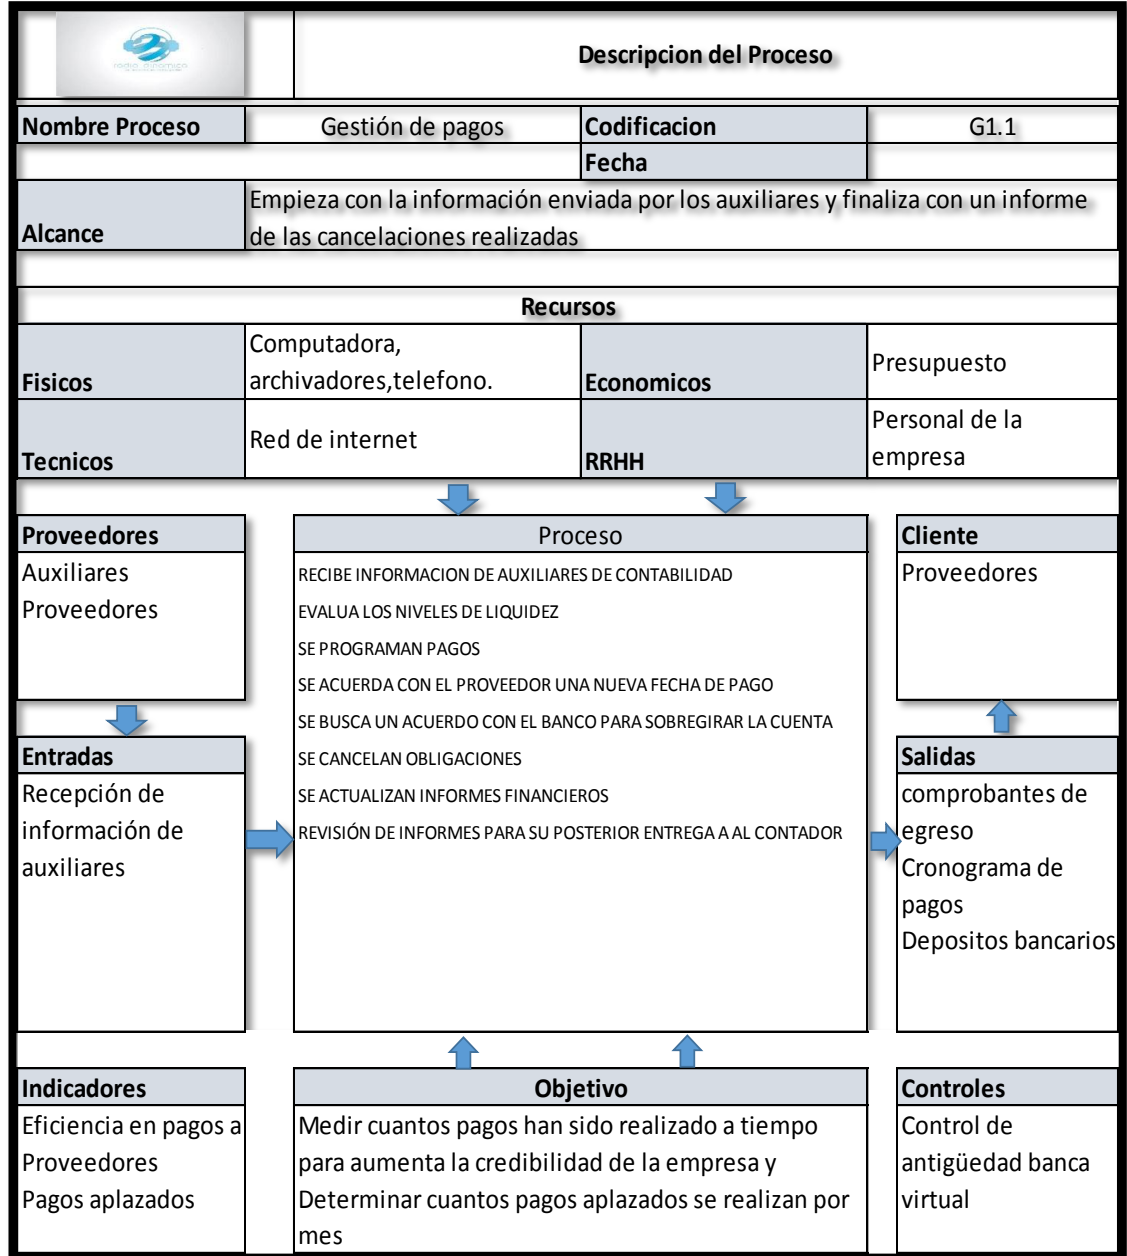 radio dinamica
Descripcion del Proceso
Nombre Proceso
Gestión de pagos
Codificacion
G1.1
Fecha
Alcance
Empieza con la información enviada por los auxiliares y finaliza con un informe
de las cancelaciones realizadas
Recursos
Fisicos
Computadora,
archivadores,telefono.
Economicos
Presupuesto
Tecnicos
Red de internet
RRHH
Personal de la
empresa
Proveedores
Auxiliares
Proveedores
Proceso
RECIBE INFORMACION DE AUXILIARES DE CONTABILIDAD
EVALUA LOS NIVELES DE LIQUIDEZ
SE PROGRAMAN PAGOS
SE ACUERDA CON EL PROVEEDOR UNA NUEVA FECHA DE PAGO
SE BUSCA UN ACUERDO CON EL BANCO PARA SOBREGIRAR LA CUENTA
SE CANCELAN OBLIGACIONES
SE ACTUALIZAN INFORMES FINANCIEROS
REVISIÓN DE INFORMES PARA SU POSTERIOR ENTREGA A AL CONTADOR
Cliente
Proveedores
Entradas
Recepción de
información de
auxiliares
Salidas
comprobantes de
egreso
Cronograma de
pagos
Depositos bancarios
Indicadores
Eficiencia en pagos a
Proveedores
Pagos aplazados
Objetivo
Medir cuantos pagos han sido realizado a tiempo
para aumenta la credibilidad de la empresa y
Determinar cuantos pagos aplazados se realizan por
mes
Controles
Control de
antigüedad banca
virtual